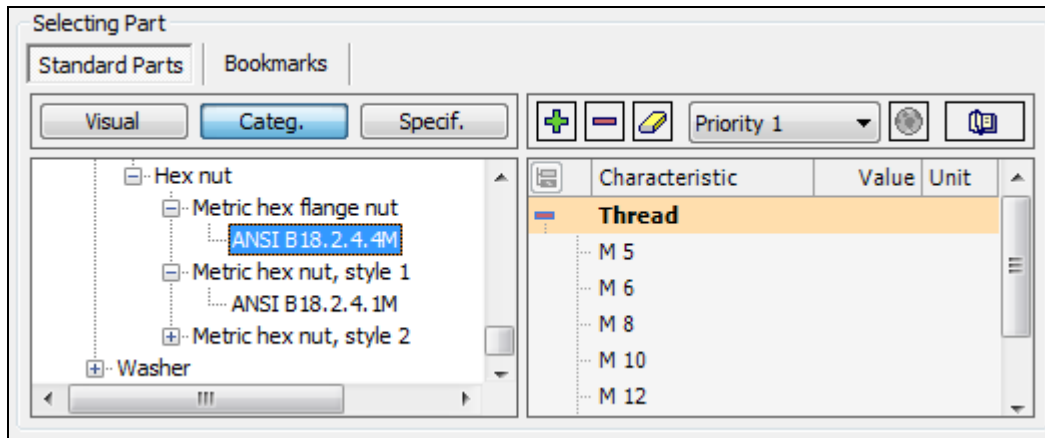 Selecting Part
Standard Parts Bookmarks
Visual Categ. Specif. Priority 1
Hex nut
Metric hex flange nut
ANSI B18.2.4.4M
Metric hex nut, style 1
ANSI B18.2.4.1M
Metric hex nut, style 2
Washer
Characteristic Value Unit
Thread
M 5
M 6
M 8
M 10
M 12